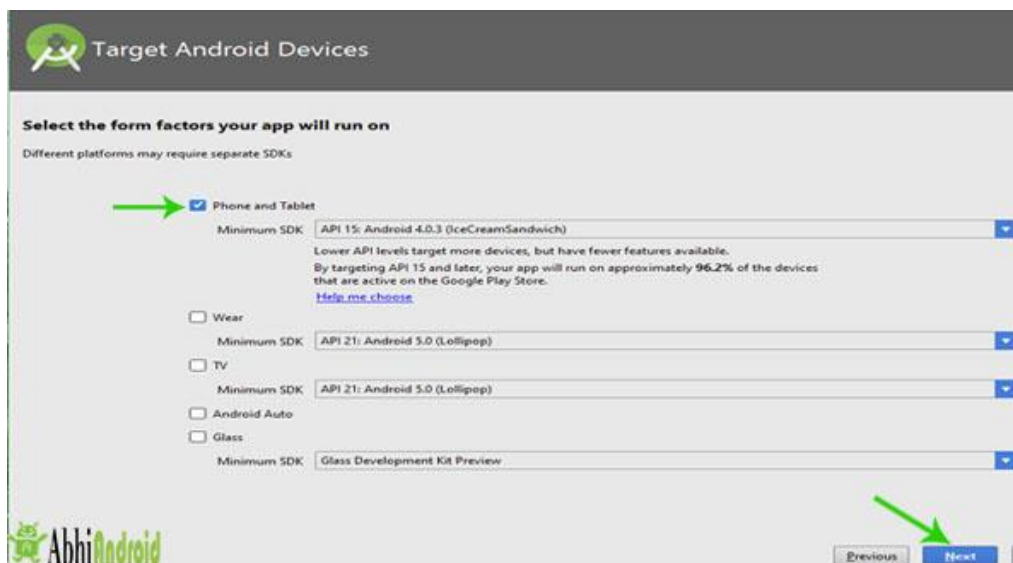 Target Android Devices
Select the form factors your app will run on
Different platforms may require separate SDKs
Phone and Tablet
Minimum SDK API 15: Android 4.0.3 (IceCreamSandwich)
Lower API levels target more devices, but have fewer features available.
By targeting API 15 and later, your app will run on approximately 96.2% of the devices
that are active on the Google Play Store.
Help me choose
Wear
Minimum SDK API 21: Android 5.0 (Lollipop)
TV
Minimum SDK API 21: Android 5.0 (Lollipop)
Android Auto
Glass
Minimum SDK Glass Development Kit Preview
AbhiAndroid
Previous Next